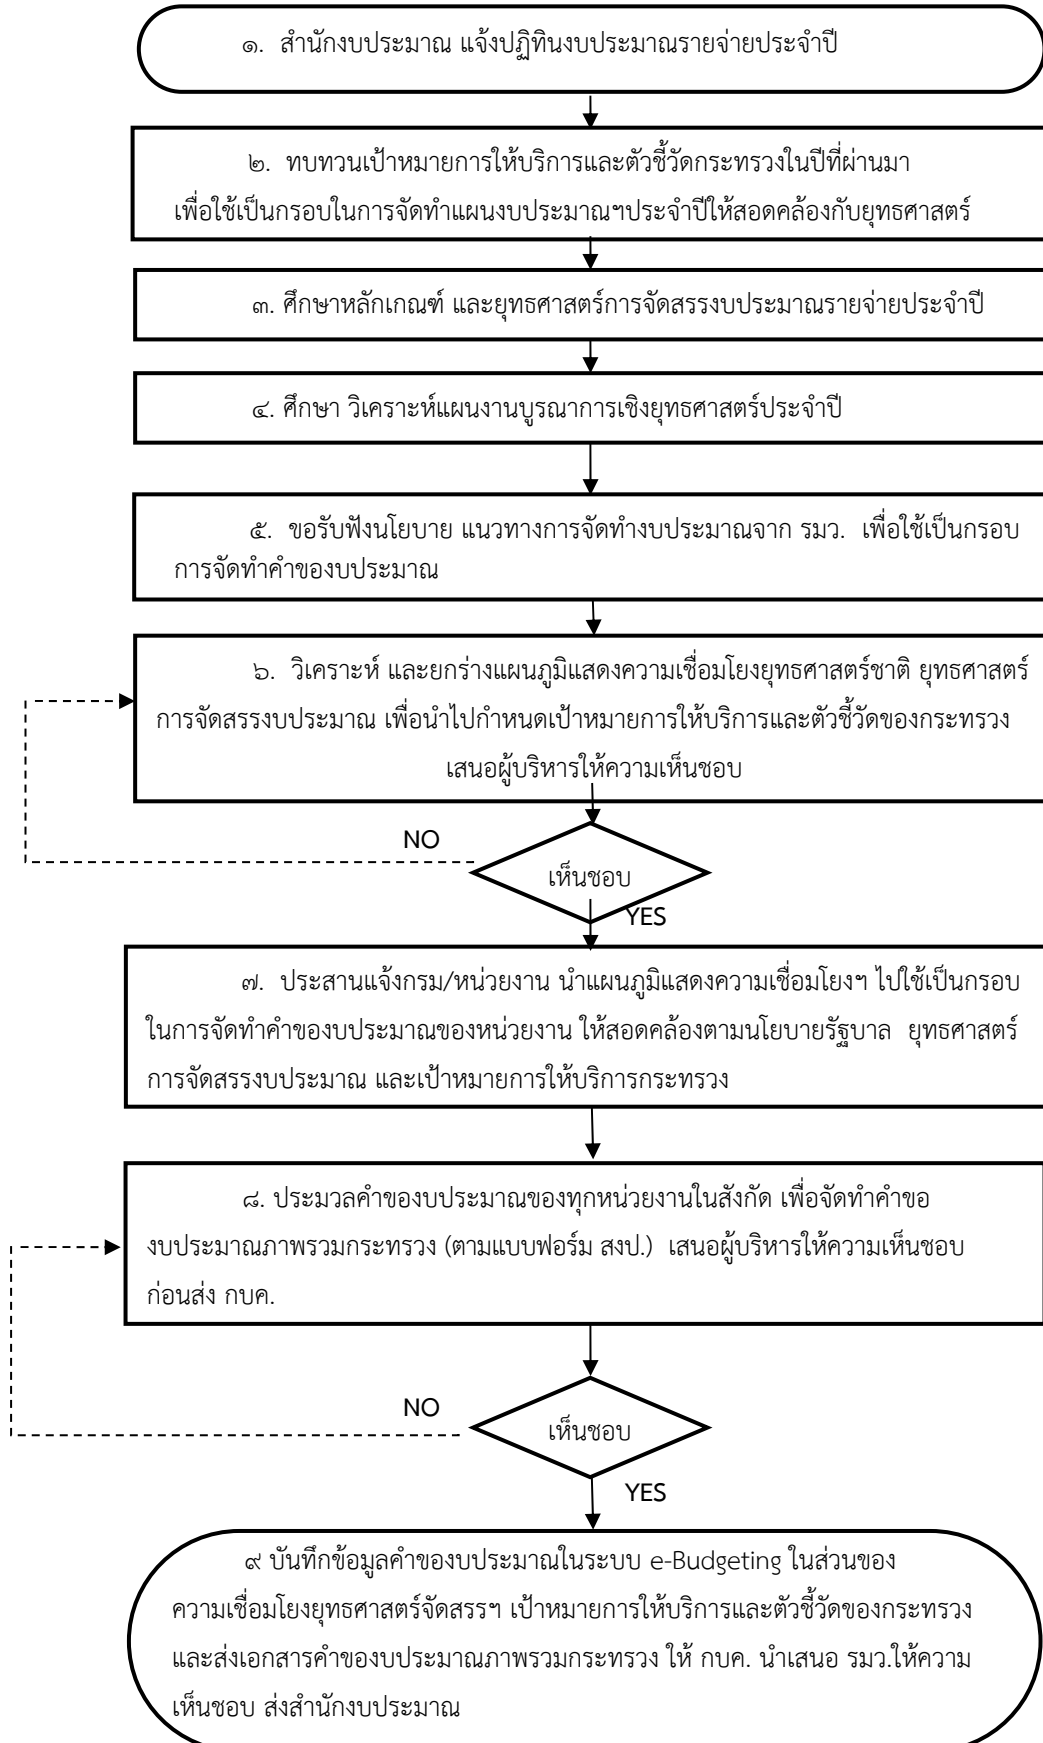 ๑.  สำนักงบประมาณ แจ้งปฏิทินงบประมาณรายจ่ายประจำปี
๒.  ทบทวนเป้าหมายการให้บริการและตัวชี้วัดกระทรวงในปีที่ผ่านมา
เพื่อใช้เป็นกรอบในการจัดทำแผนงบประมาณฯประจำปีให้สอดคล้องกับยุทธศาสตร์
๓. ศึกษาหลักเกณฑ์ และยุทธศาสตร์การจัดสรรงบประมาณรายจ่ายประจำปี
๔. ศึกษา วิเคราะห์แผนงานบูรณาการเชิงยุทธศาสตร์ประจำปี
๕.  ขอรับฟังนโยบาย แนวทางการจัดทำงบประมาณจาก รมว.  เพื่อใช้เป็นกรอบ
การจัดทำคำของบประมาณ
๖.  วิเคราะห์ และยกร่างแผนภูมิแสดงความเชื่อมโยงยุทธศาสตร์ชาติ ยุทธศาสตร์
การจัดสรรงบประมาณ เพื่อนำไปกำหนดเป้าหมายการให้บริการและตัวชี้วัดของกระทรวง
เสนอผู้บริหารให้ความเห็นชอบ
NO
เห็นชอบ
YES
๗.  ประสานแจ้งกรม/หน่วยงาน นำแผนภูมิแสดงความเชื่อมโยงฯ ไปใช้เป็นกรอบ
ในการจัดทำคำของบประมาณของหน่วยงาน ให้สอดคล้องตามนโยบายรัฐบาล  ยุทธศาสตร์
การจัดสรรงบประมาณ และเป้าหมายการให้บริการกระทรวง
๘. ประมวลคำของบประมาณของทุกหน่วยงานในสังกัด เพื่อจัดทำคำขอ
งบประมาณภาพรวมกระทรวง (ตามแบบฟอร์ม สงป.)  เสนอผู้บริหารให้ความเห็นชอบ
ก่อนส่ง กบค.
NO
เห็นชอบ
YES
๙ บันทึกข้อมูลคำของบประมาณในระบบ e-Budgeting ในส่วนของ
ความเชื่อมโยงยุทธศาสตร์จัดสรรฯ เป้าหมายการให้บริการและตัวชี้วัดของกระทรวง
และส่งเอกสารคำของบประมาณภาพรวมกระทรวง ให้ กบค. นำเสนอ รมว.ให้ความ
เห็นชอบ ส่งสำนักงบประมาณ